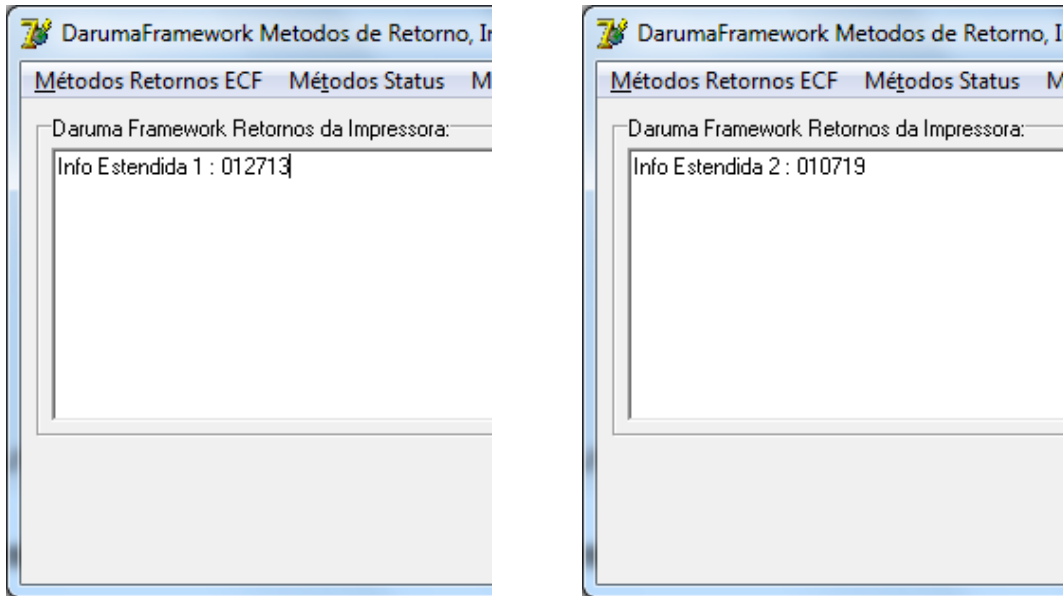 DarumaFramework Metodos de Retorno, I
Métodos Retornos ECF Métodos Status M
Daruma Framework Retornos da Impressora:
Info Estendida 1 : 012713
DarumaFramework Metodos de Retorno, I
Métodos Retornos ECF Métodos Status M
Daruma Framework Retornos da Impressora:
Info Estendida 2 : 010719